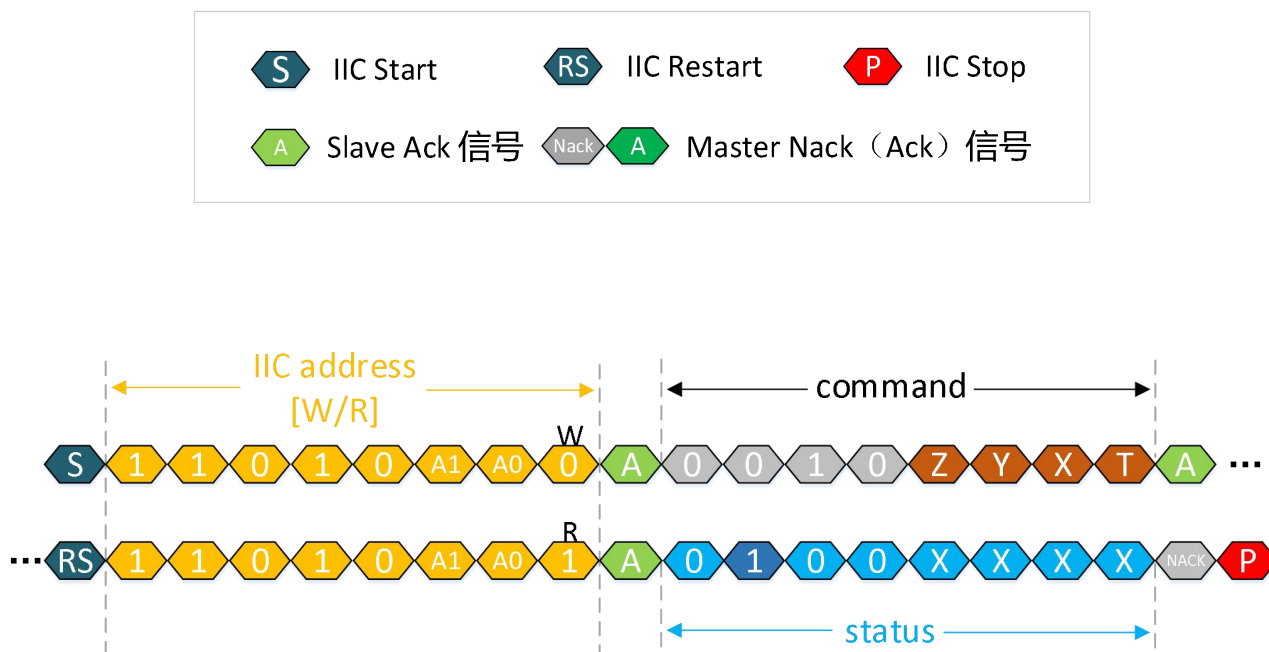 S IIC Start RS IIC Restart P IIC Stop
A Slave Ack 信号 Nack A Master Nack（Ack）信号
IIC address
[W/R]
command
W
S 1 1 0 1 0 A1 A0 0 A 0 0 1 0 Z Y X T A ...
R
... RS 1 1 0 1 0 A1 A0 1 A 0 1 0 0 X X X X NACK P
status